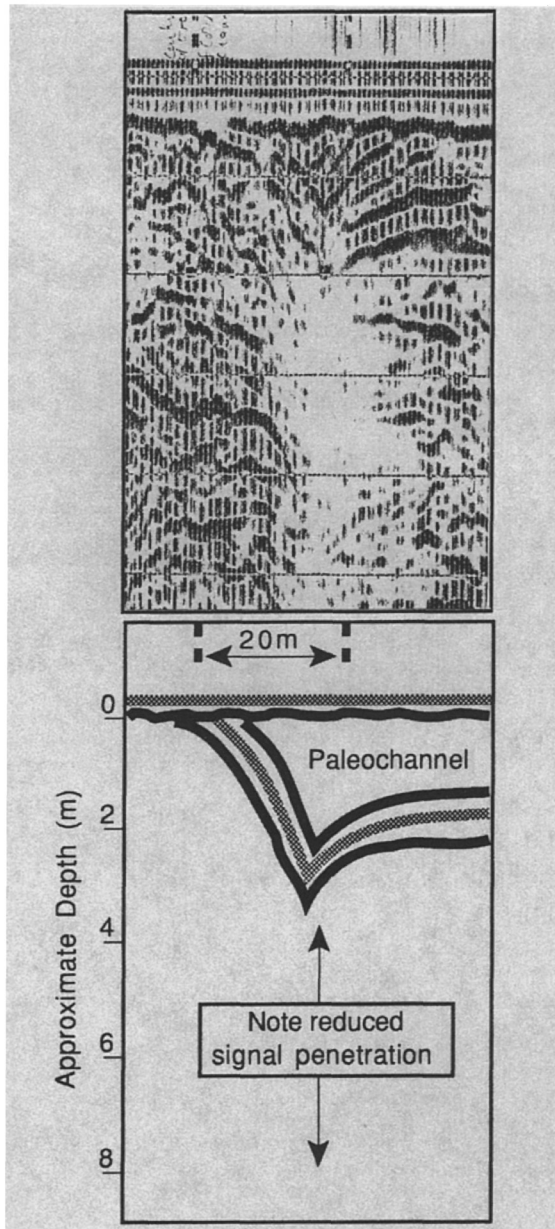 20m
0
Paleochannel
2
4
Note reduced
signal penetration
6
8
Approximate Depth (m)